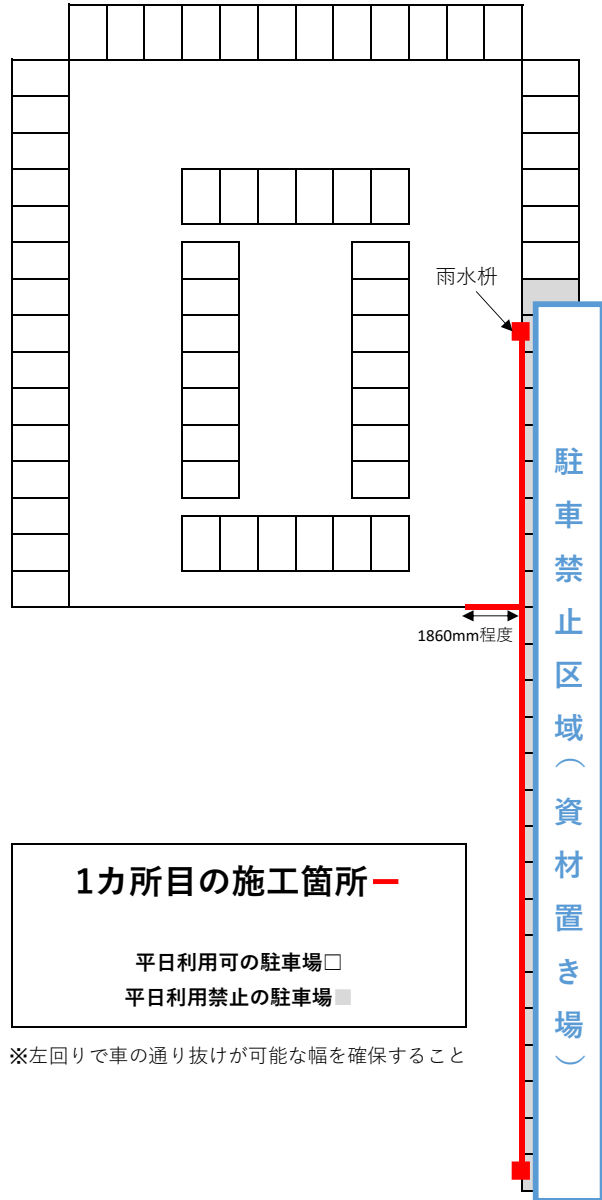 雨水枡
駐車禁止区域（資材置き場）
1860mm程度
1カ所目の施工箇所
平日利用可の駐車場□
平日利用禁止の駐車場■
※左回りで車の通り抜けが可能な幅を確保すること